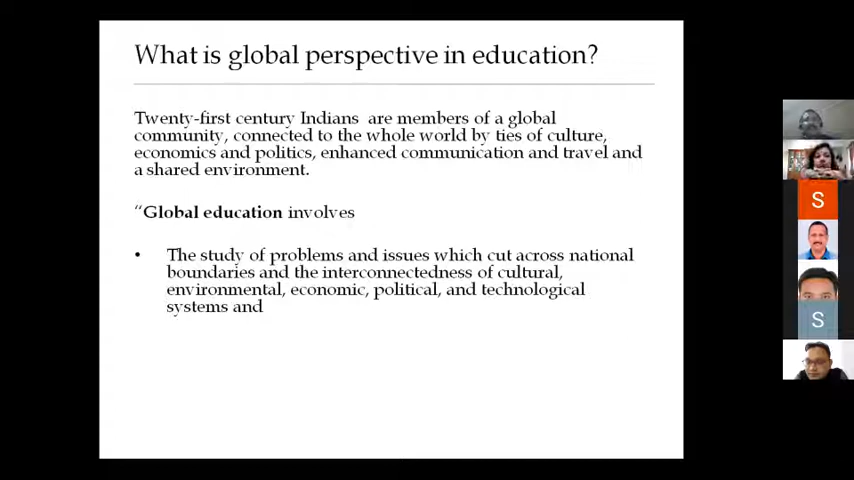 What is global perspective in education?
Twenty-first century Indians are members of a global
community, connected to the whole world by ties of culture,
economics and politics, enhanced communication and travel and
a shared environment.
“Global education involves
• The study of problems and issues which cut across national
boundaries and the interconnectedness of cultural,
environmental, economic, political, and technological
systems and
S
S